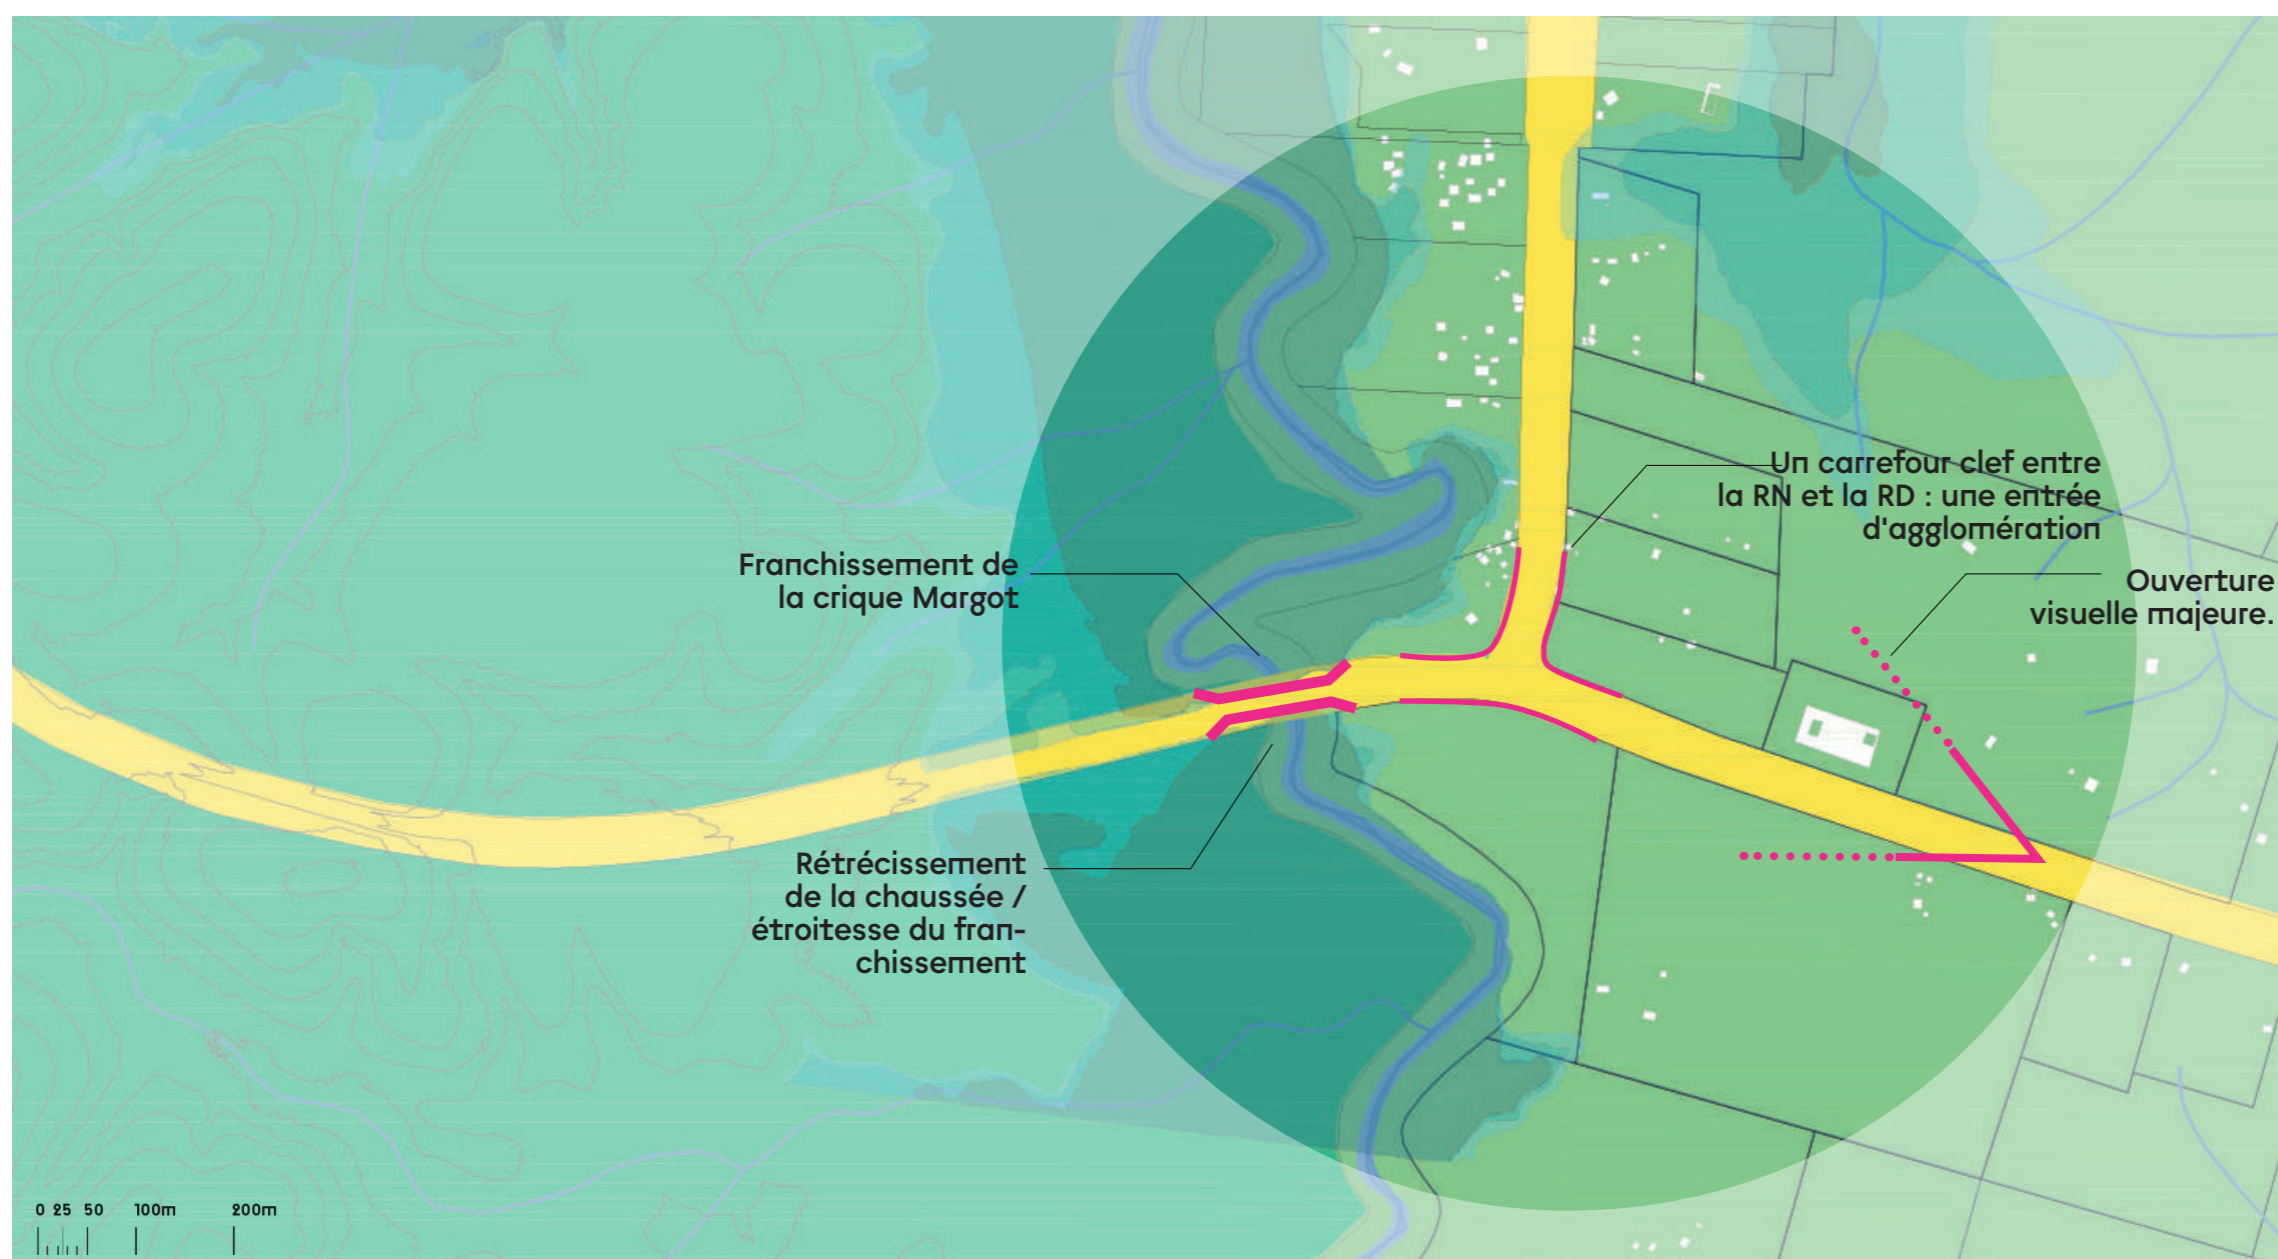 Un carrefour clef entre
la RN et la RD : une entrée
d'agglomération
Franchissement de
la crique Margot
Ouverture
visuelle majeure.
Rétrécissement
de la chaussée /
étroitesse du fran-
chissement
0 25 50 100m 200m